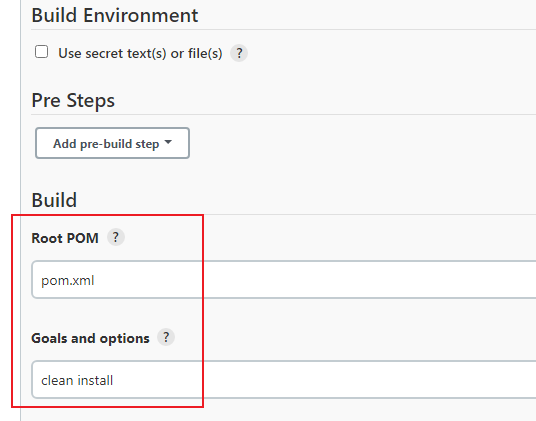 Build Environment
Use secret text(s) or file(s) ?
Pre Steps
Add pre-build step
Build
Root POM ?
pom.xml
Goals and options ?
clean install